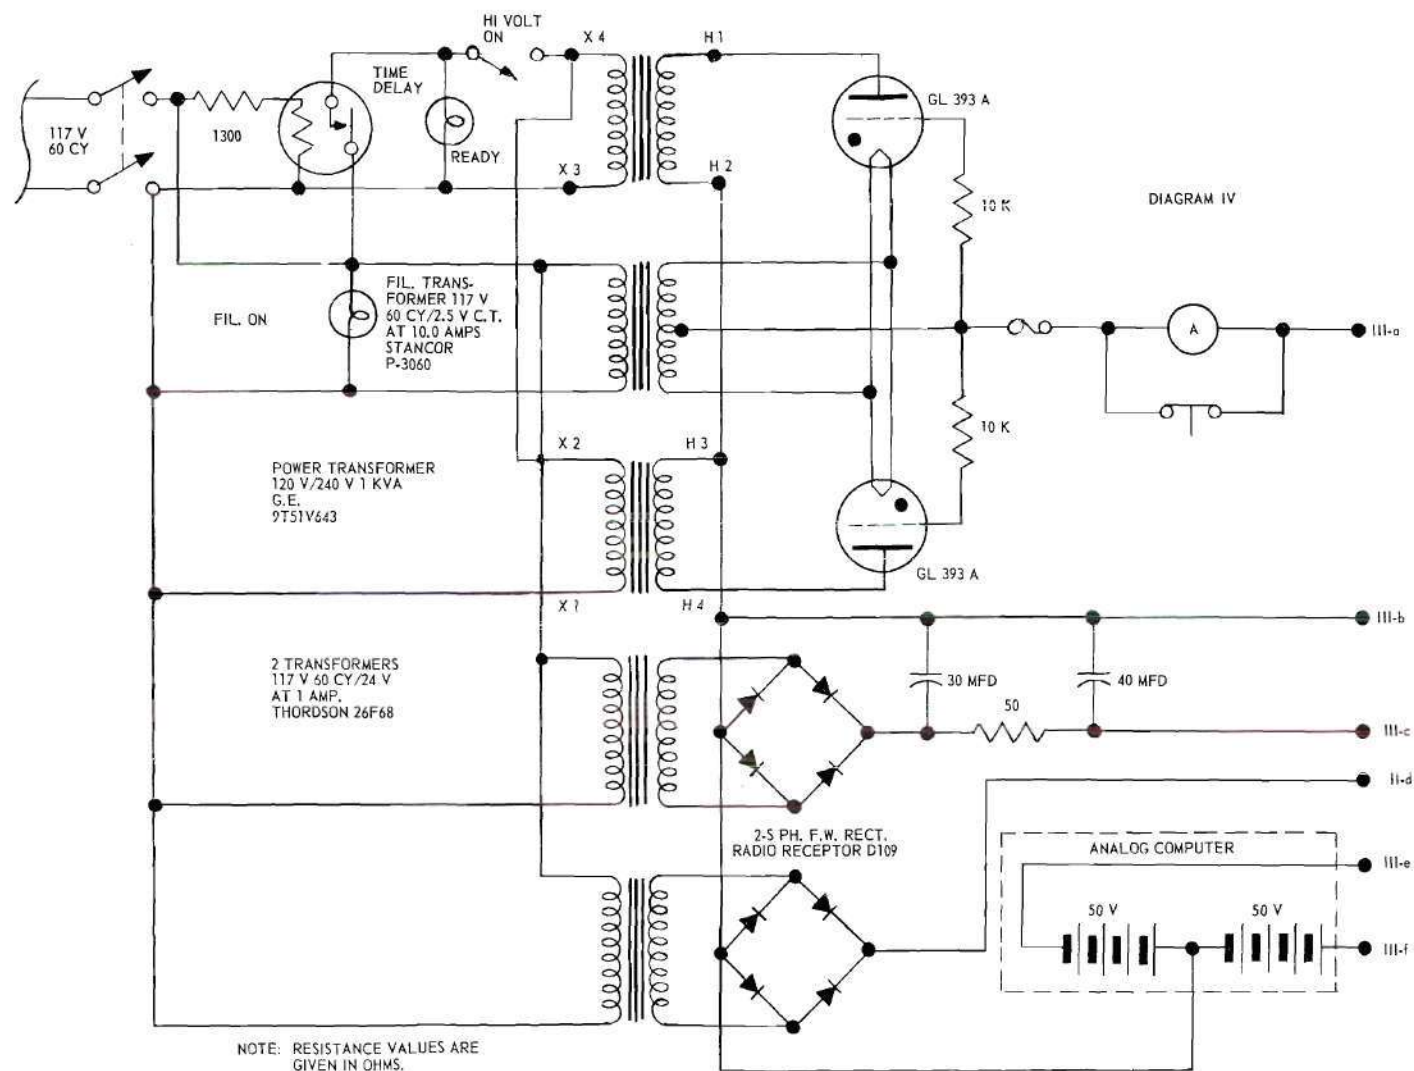 HI VOLT
ON
X 4
H 1
TIME
DELAY
GL 393 A
117 V
60 CY
1300
READY
X 3
H 2
10 K
DIAGRAM IV
FIL. ON
FIL. TRANS-
FORMER 117 V
60 CY/2.5 V C.T.
AT 10.0 AMPS
STANCOR
P-3060
A
III-a
10 K
X 2
H 3
POWER TRANSFORMER
120 V/240 V 1 KVA
G.E.
9T51V643
GL 393 A
X 1
H 4
III-b
2 TRANSFORMERS
117 V 60 CY/24 V
AT 1 AMP.
THORDSON 26F68
30 MFD
40 MFD
50
III-c
II-d
2-S PH. F.W. RECT.
RADIO RECEPTOR D109
ANALOG COMPUTER
III-e
50 V
50 V
III-f
NOTE: RESISTANCE VALUES ARE
GIVEN IN OHMS.